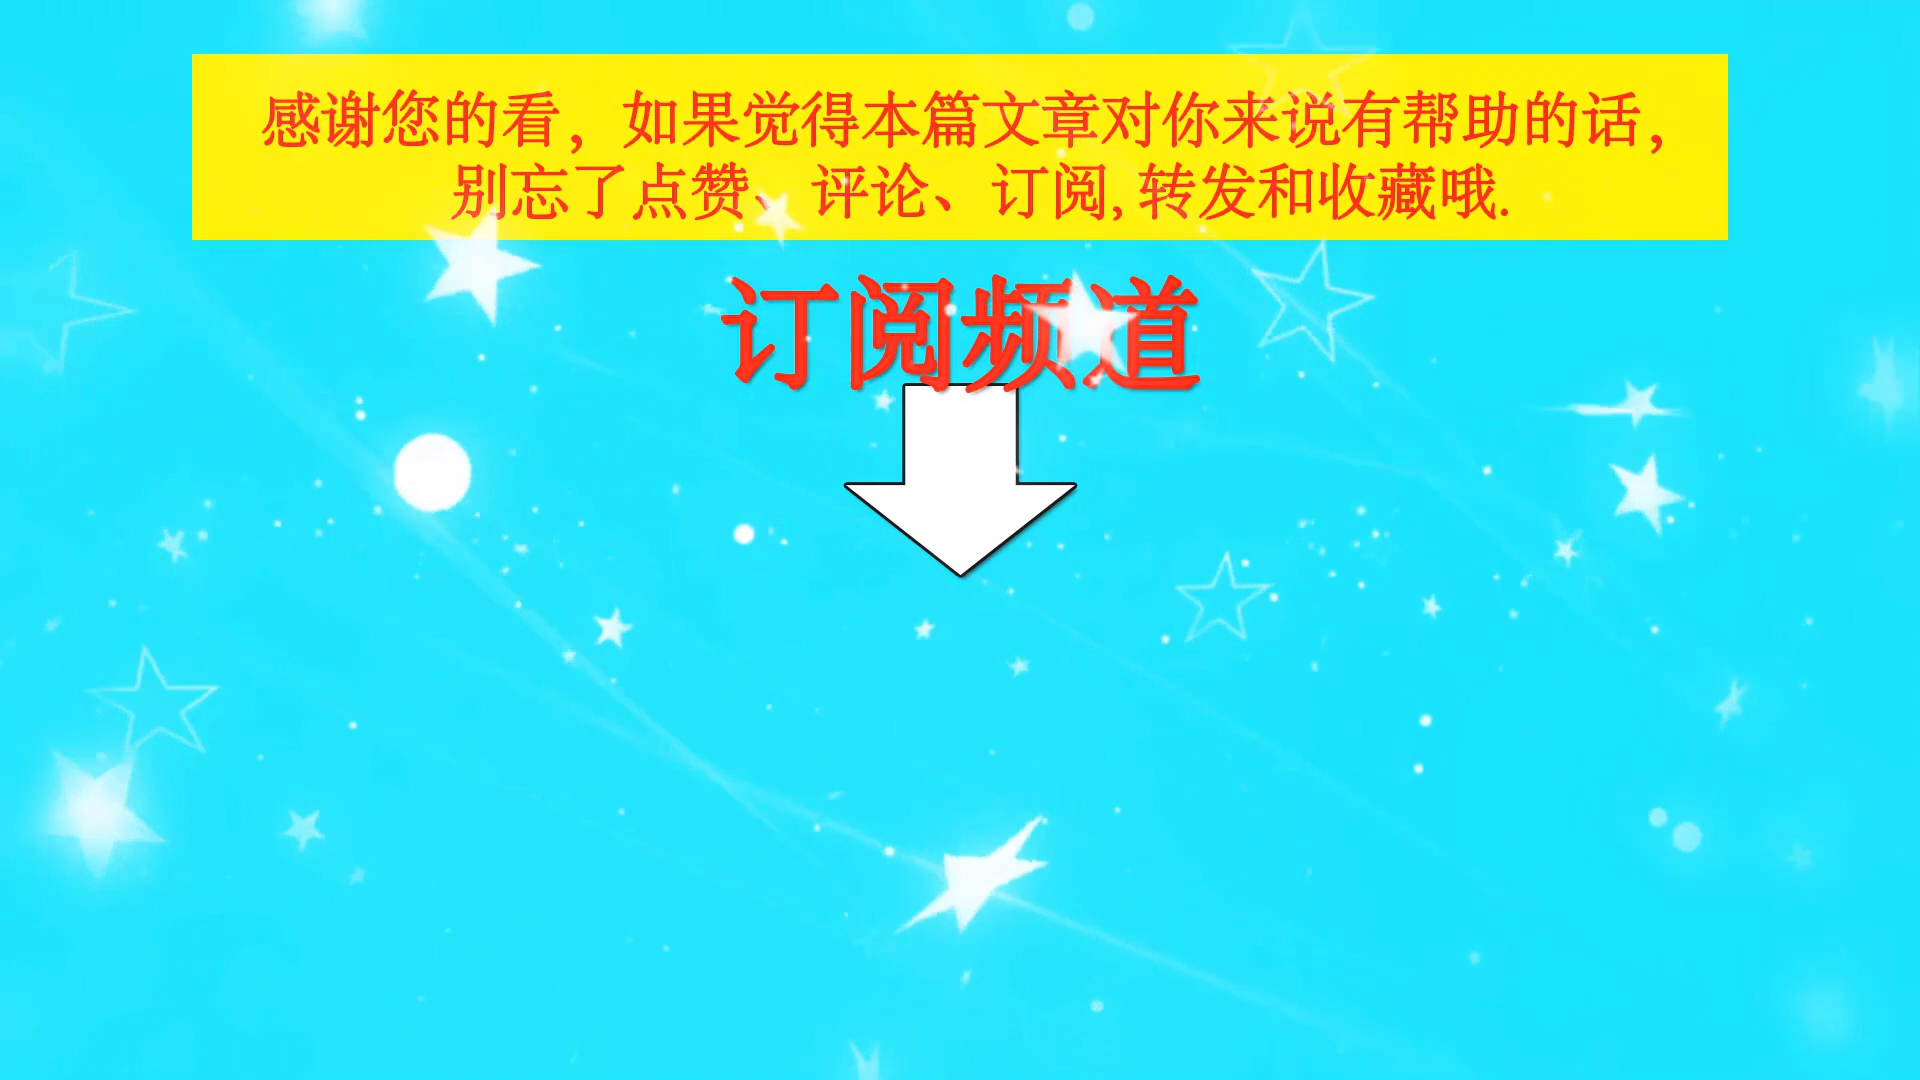 感谢您的看，如果觉得本篇文章对你来说有帮助的话，
别忘了点赞、评论、订阅,转发和收藏哦.
订阅频道